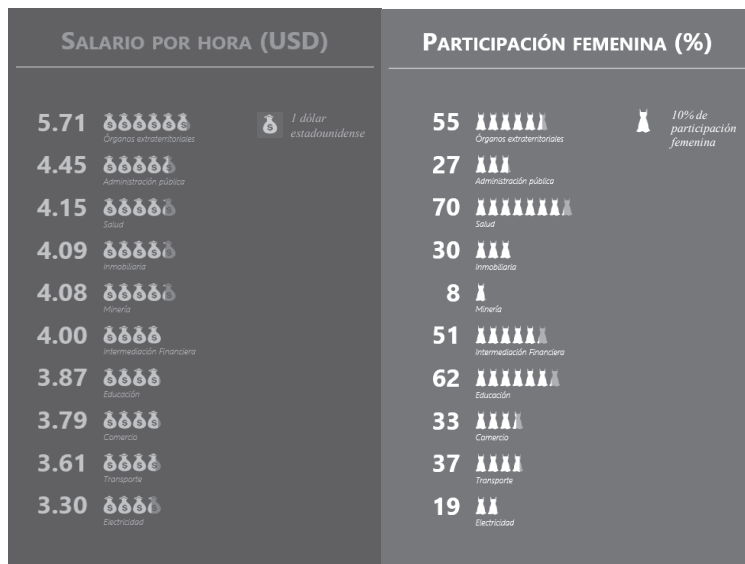 SALARIO POR HORA (USD)
1 dólar
estadounidense
5.71
Órganos extraterritoriales
4.45
Administración pública
4.15
Salud
4.09
Inmobiliaria
4.08
Minería
4.00
Intermediación Financiera
3.87
Educación
3.79
Comercio
3.61
Transporte
3.30
Electricidad
PARTICIPACIÓN FEMENINA (%)
10% de
participación
femenina
55
Órganos extraterritoriales
27
Administración pública
70
Salud
30
Inmobiliaria
8
Minería
51
Intermediación Financiera
62
Educación
33
Comercio
37
Transporte
19
Electricidad